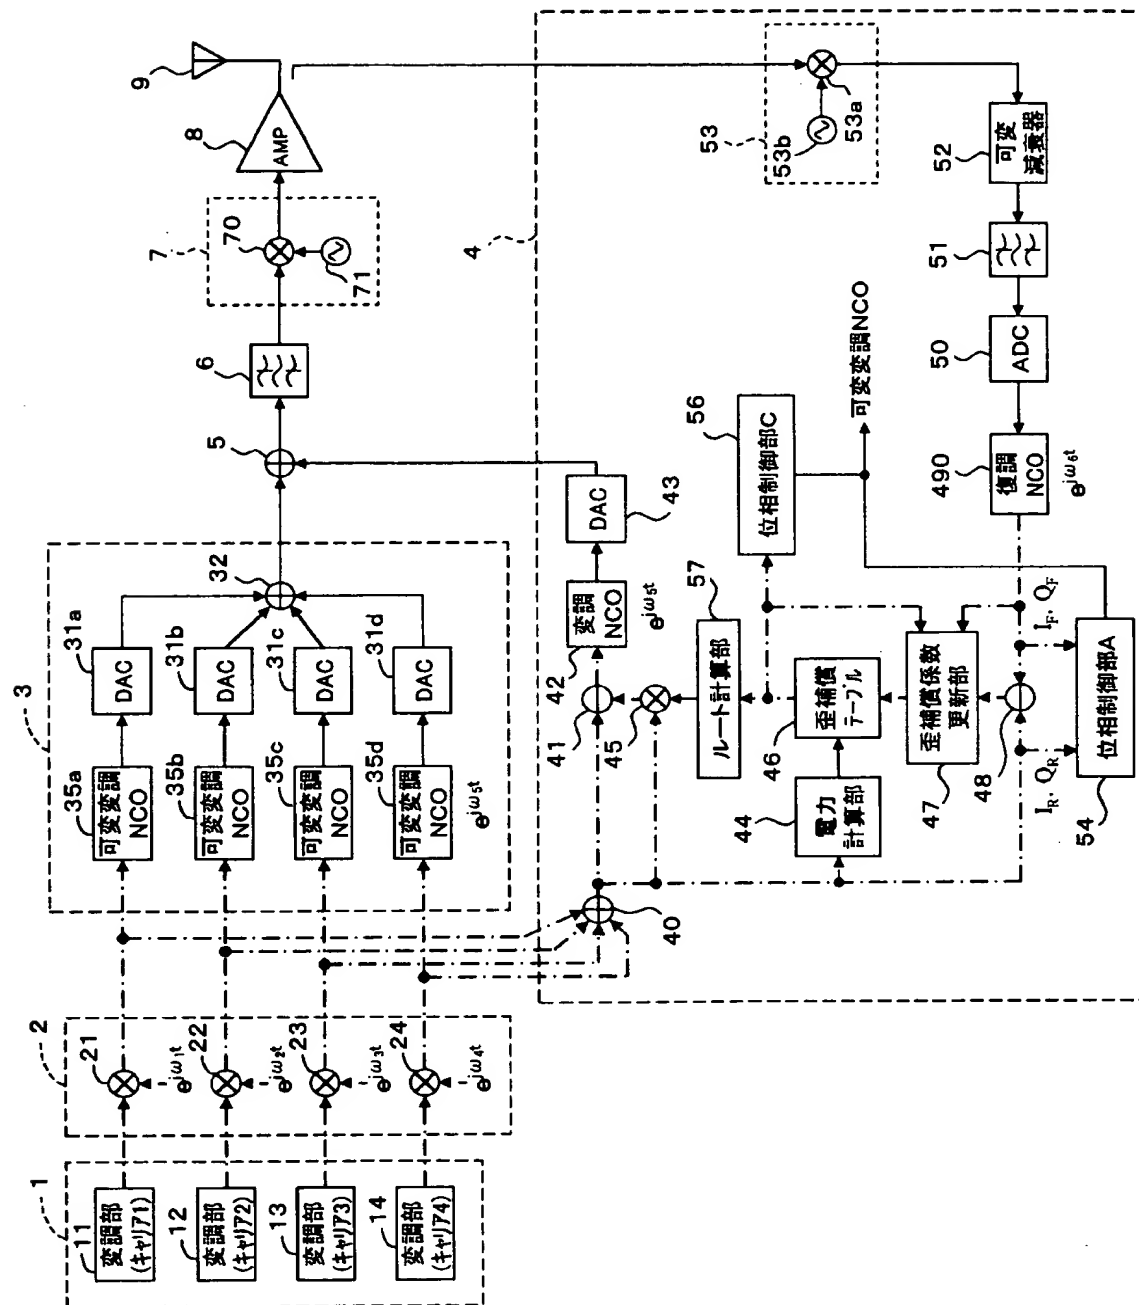 1
11
変調部
(キャリア1)
12
変調部
(キャリア2)
13
変調部
(キャリア3)
14
変調部
(キャリア4)
2
21
e^jω1t
22
e^jω2t
23
e^jω3t
24
e^jω4t
3
35a
可変変調
NCO
31a
DAC
35b
可変変調
NCO
31b
DAC
35c
可変変調
NCO
31c
DAC
35d
可変変調
NCO
31d
DAC
e^jω5t
32
5
6
7
70
71
8
AMP
9
4
40
41
42
変調
NCO
e^jω5t
43
DAC
44
電力
計算部
45
46
歪補償
テーブル
57
ルート計算部
47
歪補償係数
更新部
48
56
位相制御部C
可変変調NCO
IR, QR
IF, QF
54
位相制御部A
490
復調
NCO
e^jω6t
50
ADC
51
52
可変
減衰器
53
53a
53b